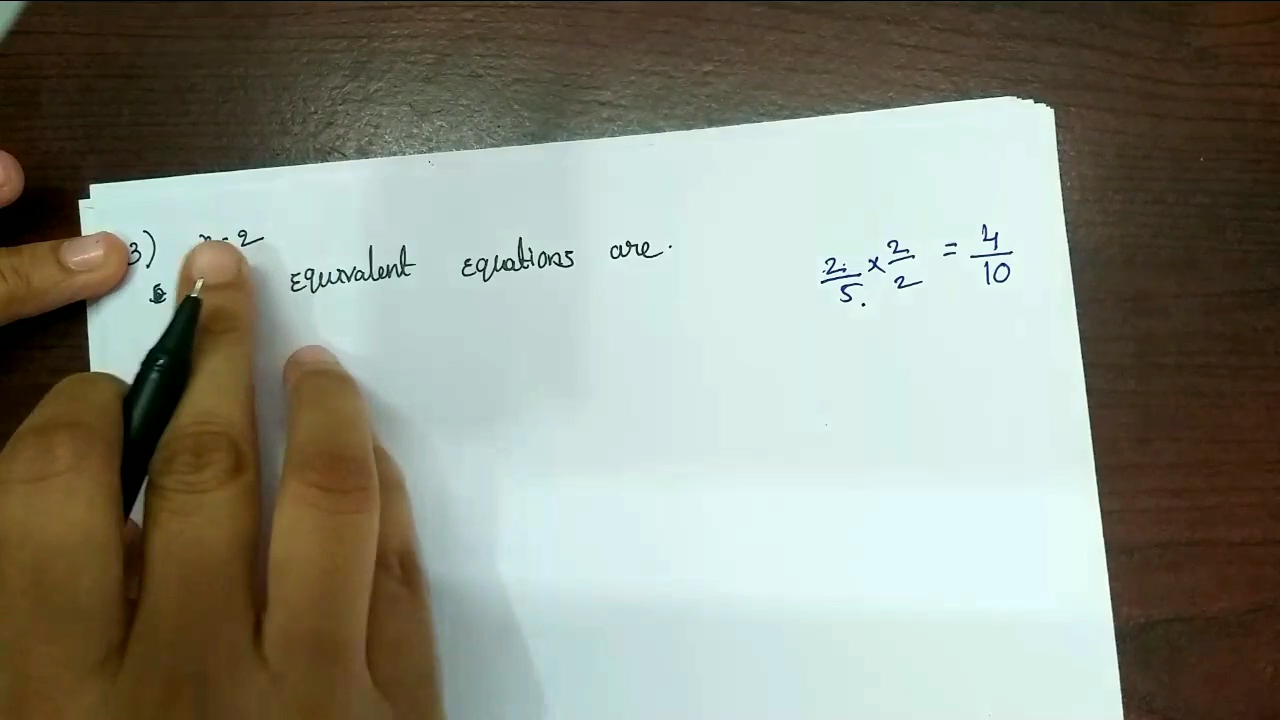 3)
equivalent equations are.
2/5 × 2/2 = 4/10